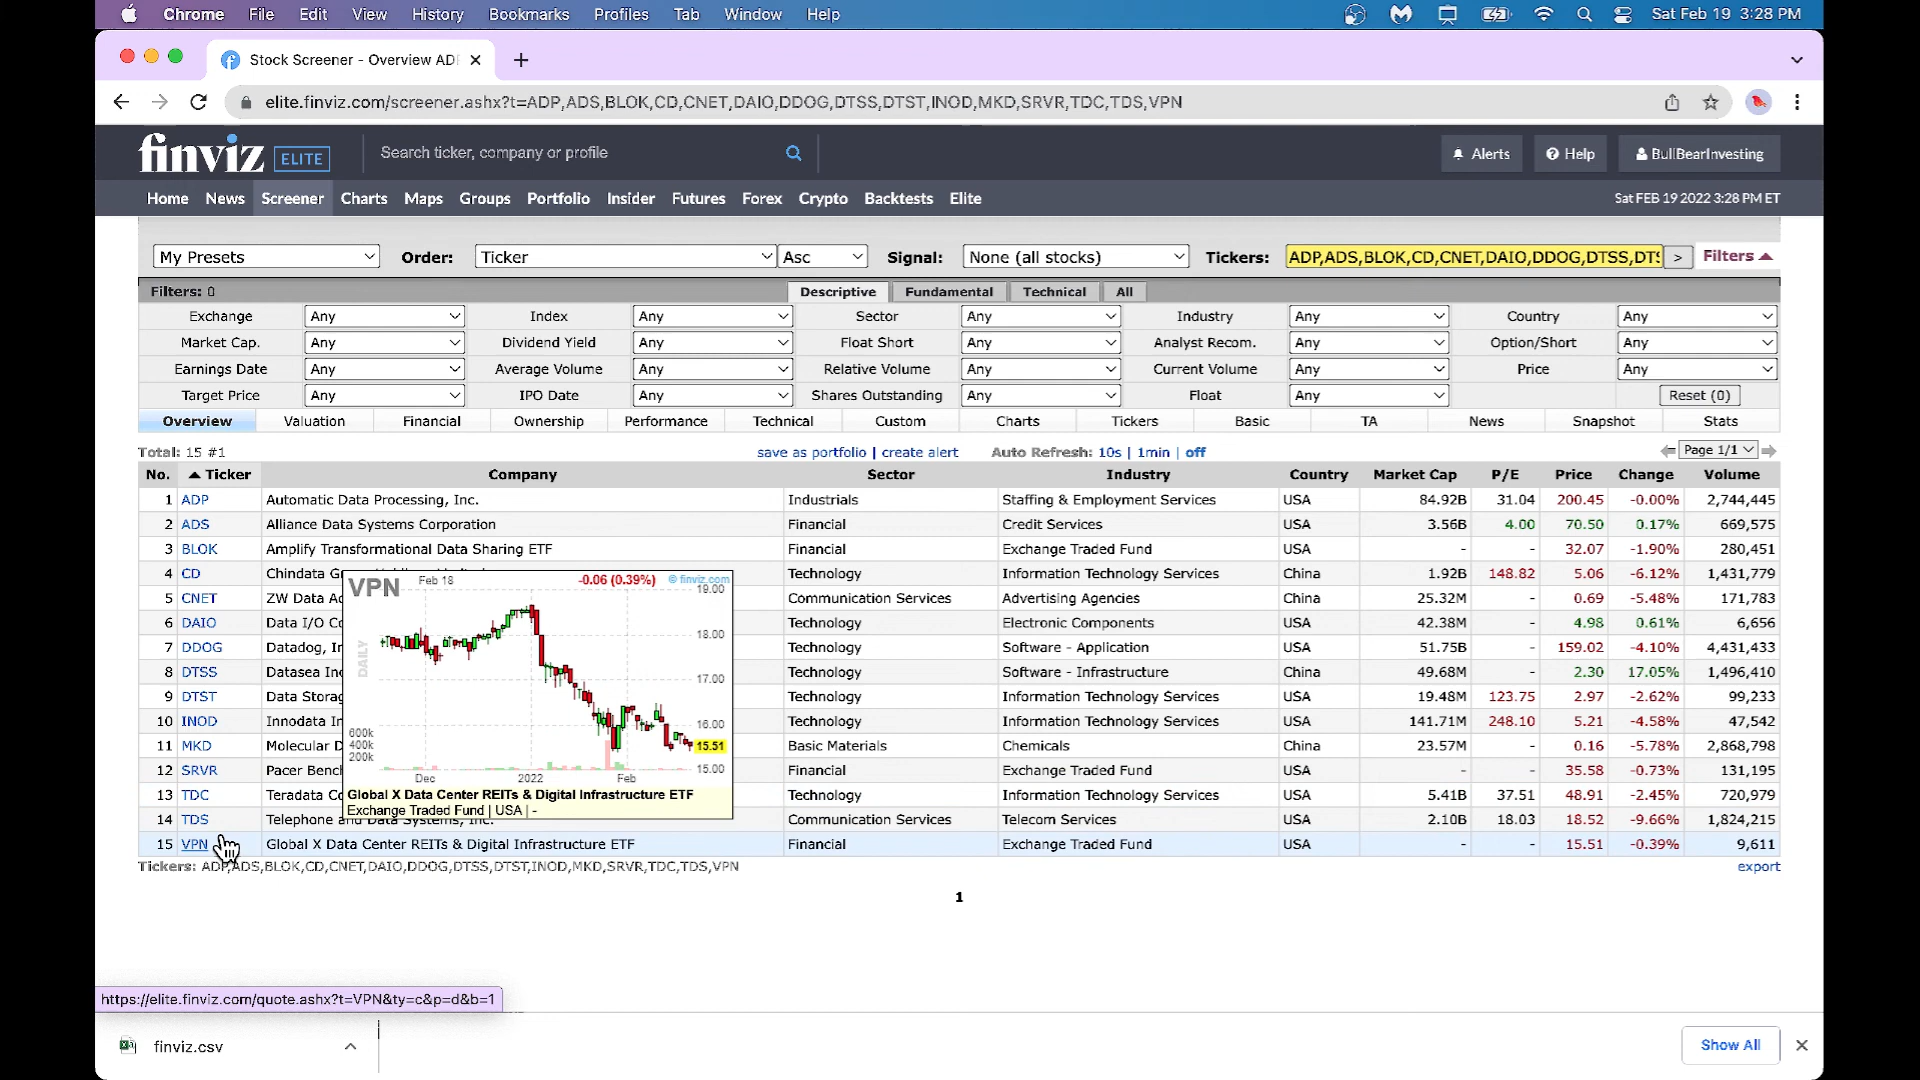 Chrome File Edit View History Bookmarks Profiles Tab Window Help Sat Feb 19 3:28 PM
Stock Screener - Overview AD
elite.finviz.com/screener.ashx?t=ADP,ADS,BLOK,CD,CNET,DAIO,DDOG,DTSS,DTST,INOD,MKD,SRVR,TDC,TDS,VPN
finviz ELITE Search ticker, company or profile Alerts Help BullBearInvesting
Home News Screener Charts Maps Groups Portfolio Insider Futures Forex Crypto Backtests Elite Sat FEB 19 2022 3:28 PM ET
My Presets Order: Ticker Asc Signal: None (all stocks) Tickers: ADP,ADS,BLOK,CD,CNET,DAIO,DDOG,DTSS,DTS > Filters
Filters: 0 Descriptive Fundamental Technical All
Exchange Any Index Any Sector Any Industry Any Country Any
Market Cap. Any Dividend Yield Any Float Short Any Analyst Recom. Any Option/Short Any
Earnings Date Any Average Volume Any Relative Volume Any Current Volume Any Price Any
Target Price Any IPO Date Any Shares Outstanding Any Float Any Reset (0)
Overview Valuation Financial Ownership Performance Technical Custom Charts Tickers Basic TA News Snapshot Stats
Total: 15 #1 save as portfolio | create alert Auto Refresh: 10s | 1min | off Page 1/1
No. Ticker Company Sector Industry Country Market Cap P/E Price Change Volume
1 ADP Automatic Data Processing, Inc. Industrials Staffing & Employment Services USA 84.92B 31.04 200.45 -0.00% 2,744,445
2 ADS Alliance Data Systems Corporation Financial Credit Services USA 3.56B 4.00 70.50 0.17% 669,575
3 BLOK Amplify Transformational Data Sharing ETF Financial Exchange Traded Fund USA - - 32.07 -1.90% 280,451
4 CD Chindata Technology Information Technology Services China 1.92B 148.82 5.06 -6.12% 1,431,779
5 CNET ZW Data Communication Services Advertising Agencies China 25.32M - 0.69 -5.48% 171,783
6 DAIO Data I/O Technology Electronic Components USA 42.38M - 4.98 0.61% 6,656
7 DDOG Datadog, Technology Software - Application USA 51.75B - 159.02 -4.10% 4,431,433
8 DTSS Datasea Technology Software - Infrastructure China 49.68M - 2.30 17.05% 1,496,410
9 DTST Data Technology Information Technology Services USA 19.48M 123.75 2.97 -2.62% 99,233
10 INOD Innodata Technology Information Technology Services USA 141.71M 248.10 5.21 -4.58% 47,542
11 MKD Molecular Basic Materials Chemicals China 23.57M - 0.16 -5.78% 2,868,798
12 SRVR Pacer Financial Exchange Traded Fund USA - - 35.58 -0.73% 131,195
13 TDC Teradata Technology Information Technology Services USA 5.41B 37.51 48.91 -2.45% 720,979
14 TDS Telephone and Data Systems, Inc. Communication Services Telecom Services USA 2.10B 18.03 18.52 -9.66% 1,824,215
15 VPN Global X Data Center REITs & Digital Infrastructure ETF Financial Exchange Traded Fund USA - - 15.51 -0.39% 9,611
VPN Feb 18 -0.06 (0.39%) © finviz.com
19.00
18.00
DAILY
17.00
16.00
600k
400k 15.51
200k
15.00
Dec 2022 Feb
Global X Data Center REITs & Digital Infrastructure ETF
Exchange Traded Fund | USA | -
Tickers: ADP,ADS,BLOK,CD,CNET,DAIO,DDOG,DTSS,DTST,INOD,MKD,SRVR,TDC,TDS,VPN export
1
https://elite.finviz.com/quote.ashx?t=VPN&ty=c&p=d&b=1
finviz.csv Show All